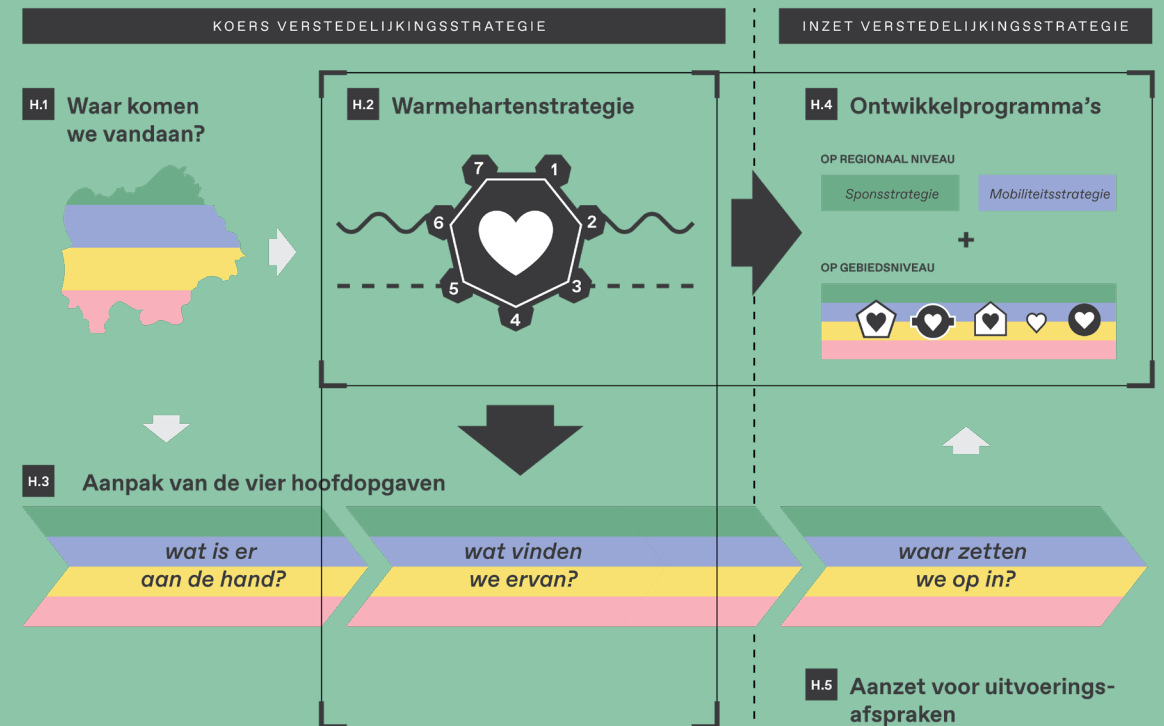 KOERS VERSTEDELIJKINGSSTRATEGIE
INZET VERSTEDELIJKINGSSTRATEGIE
H.1
Waar komen
we vandaan?
H.2
Warmehartenstrategie
7
1
6
2
5
3
4
H.4
Ontwikkelprogramma's
OP REGIONAAL NIVEAU
Sponsstrategie
Mobiliteitsstrategie
+
OP GEBIEDSNIVEAU
H.3
Aanpak van de vier hoofdopgaven
wat is er
aan de hand?
wat vinden
we ervan?
waar zetten
we op in?
H.5
Aanzet voor uitvoerings-
afspraken